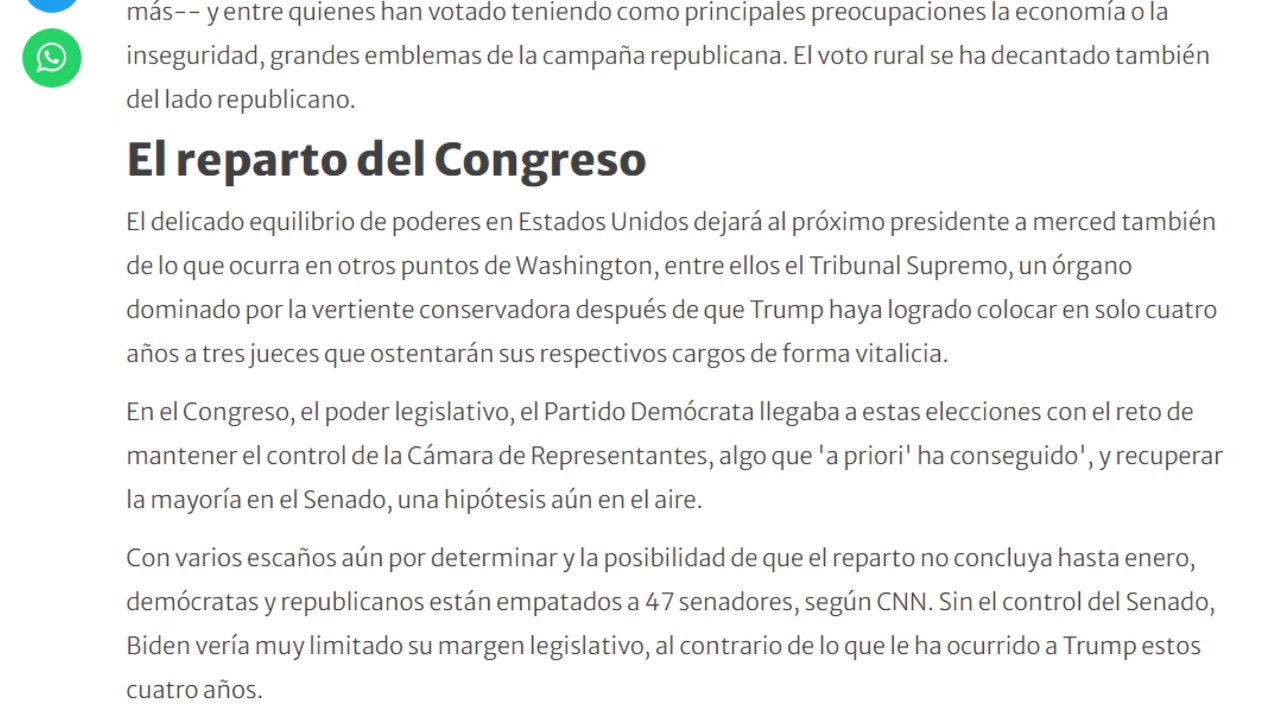 más-- y entre quienes han votado teniendo como principales preocupaciones la economía o la
inseguridad, grandes emblemas de la campaña republicana. El voto rural se ha decantado también
del lado republicano.
El reparto del Congreso
El delicado equilibrio de poderes en Estados Unidos dejará al próximo presidente a merced también
de lo que ocurra en otros puntos de Washington, entre ellos el Tribunal Supremo, un órgano
dominado por la vertiente conservadora después de que Trump haya logrado colocar en solo cuatro
años a tres jueces que ostentarán sus respectivos cargos de forma vitalicia.
En el Congreso, el poder legislativo, el Partido Demócrata llegaba a estas elecciones con el reto de
mantener el control de la Cámara de Representantes, algo que 'a priori' ha conseguido', y recuperar
la mayoría en el Senado, una hipótesis aún en el aire.
Con varios escaños aún por determinar y la posibilidad de que el reparto no concluya hasta enero,
demócratas y republicanos están empatados a 47 senadores, según CNN. Sin el control del Senado,
Biden vería muy limitado su margen legislativo, al contrario de lo que le ha ocurrido a Trump estos
cuatro años.